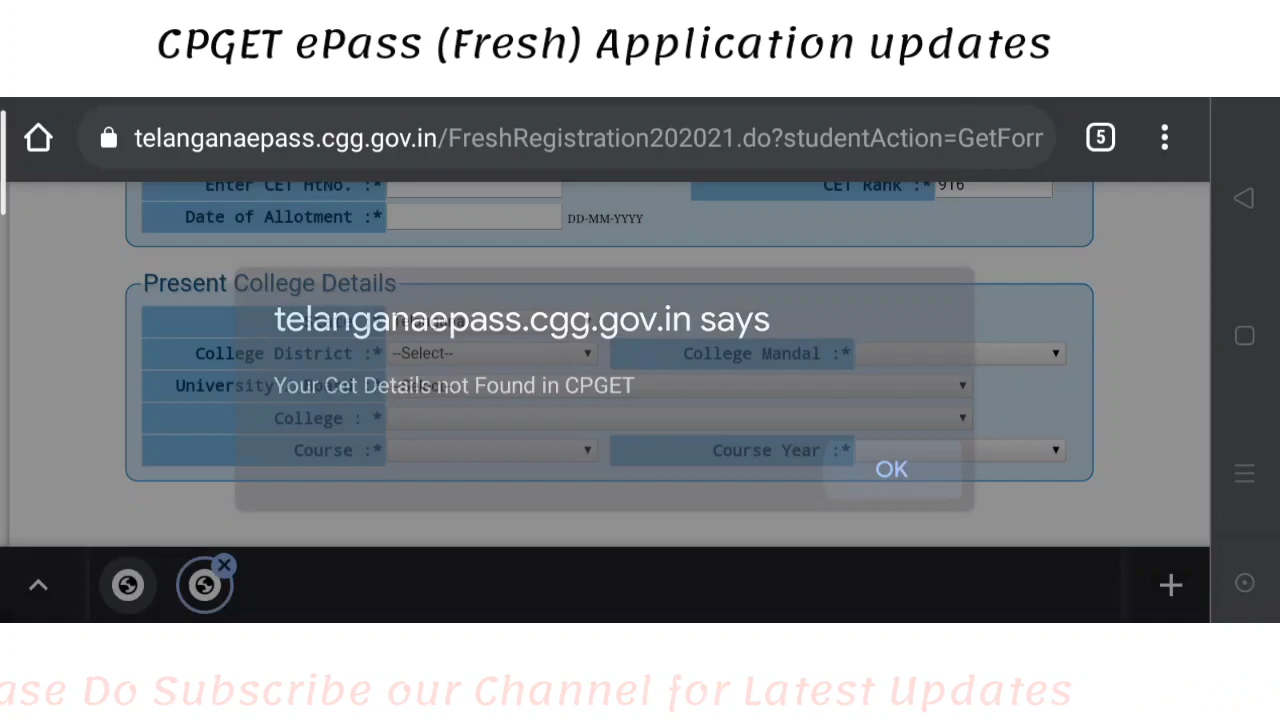 CPGET ePass (Fresh) Application updates
telanganaepass.cgg.gov.in/FreshRegistration202021.do?studentAction=GetForr
5
Enter CET HtNo. :*
CET Rank :* 916
Date of Allotment :* DD-MM-YYYY
Present College Details
telanganaepass.cgg.gov.in says
College District :* --Select-- College Mandal :*
Your Cet Details not Found in CPGET
College : *
Course :* Course Year :*
OK
ase Do Subscribe our Channel for Latest Updates